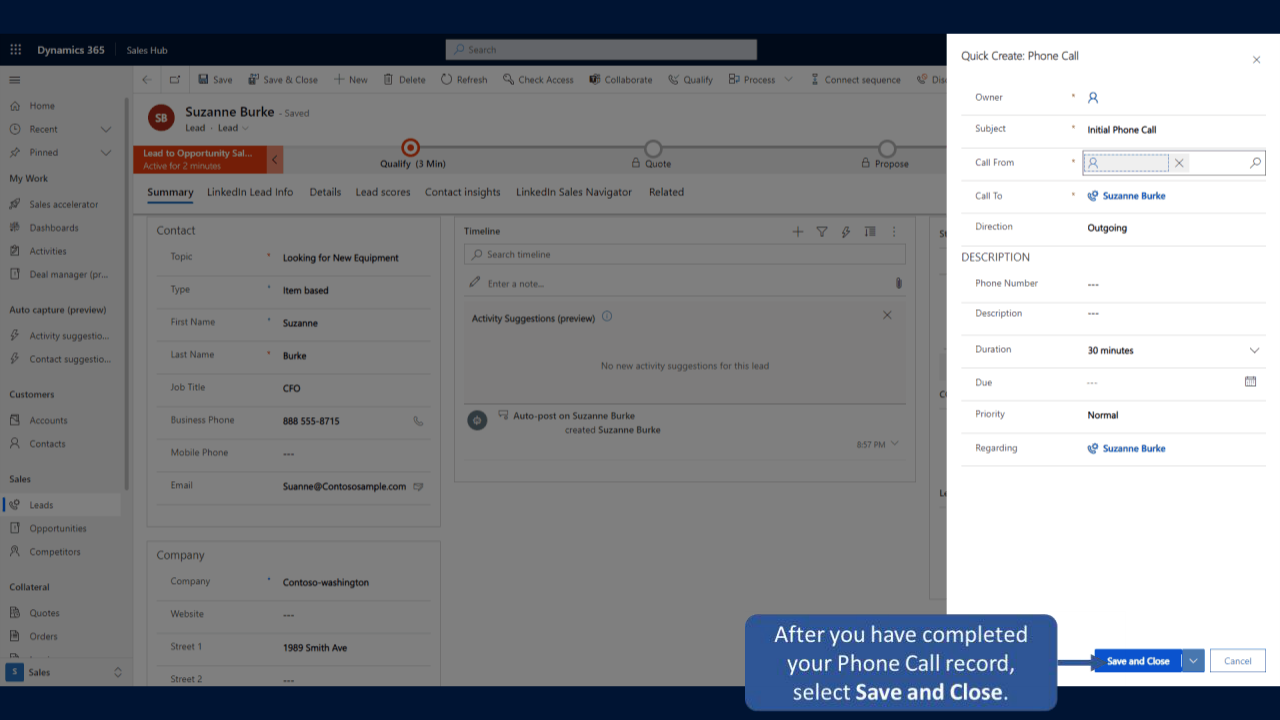 Dynamics 365
Sales Hub
Search
Save
Save & Close
New
Delete
Refresh
Check Access
Collaborate
Qualify
Process
Connect sequence
Home
Recent
Pinned
My Work
Sales accelerator
Dashboards
Activities
Deal manager (pr...
Auto capture (preview)
Activity suggestio...
Contact suggestio...
Customers
Accounts
Contacts
Sales
Leads
Opportunities
Competitors
Collateral
Quotes
Orders
S Sales
SB
Suzanne Burke - Saved
Lead · Lead
Lead to Opportunity Sal...
Active for 2 minutes
Qualify (3 Min)
Quote
Propose
Summary
LinkedIn Lead Info
Details
Lead scores
Contact insights
LinkedIn Sales Navigator
Related
Contact
Topic * Looking for New Equipment
Type * Item based
First Name * Suzanne
Last Name * Burke
Job Title CFO
Business Phone 888 555-8715
Mobile Phone ---
Email Suanne@Contososample.com
Company
Company * Contoso-washington
Website ---
Street 1 1989 Smith Ave
Street 2 ---
Timeline
Search timeline
Enter a note...
Activity Suggestions (preview)
No new activity suggestions for this lead
Auto-post on Suzanne Burke
created Suzanne Burke
8:57 PM
Quick Create: Phone Call
Owner *
Subject * Initial Phone Call
Call From *
Call To * Suzanne Burke
Direction Outgoing
DESCRIPTION
Phone Number ---
Description ---
Duration 30 minutes
Due ---
Priority Normal
Regarding Suzanne Burke
Save and Close
Cancel
After you have completed
your Phone Call record,
select Save and Close.